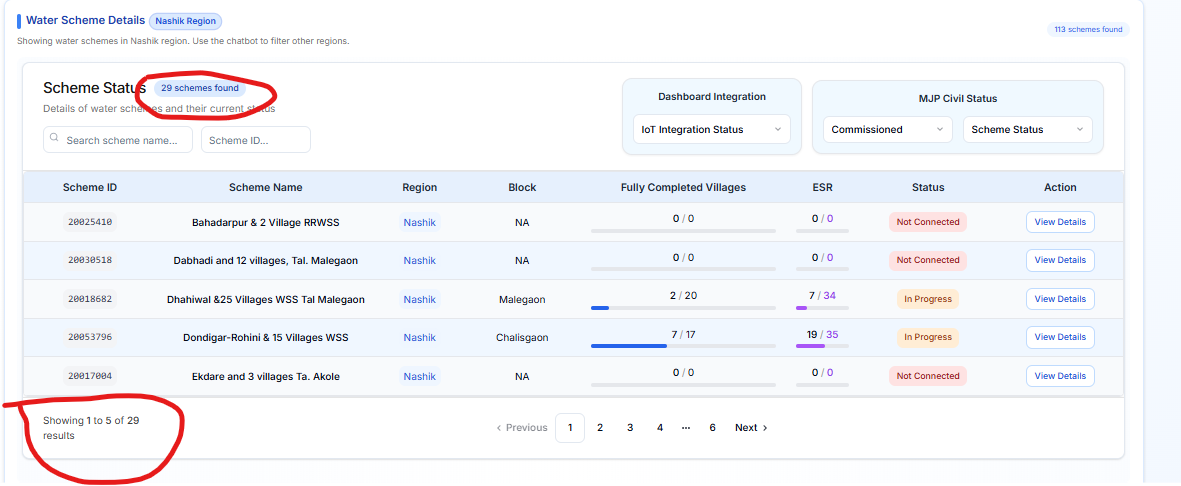 Water Scheme Details Nashik Region
Showing water schemes in Nashik region. Use the chatbot to filter other regions.
113 schemes found
Scheme Status 29 schemes found
Details of water schemes and their current status
Search scheme name... Scheme ID...
Dashboard Integration
IoT Integration Status
MJP Civil Status
Commissioned Scheme Status
Scheme ID Scheme Name Region Block Fully Completed Villages ESR Status Action
20025410 Bahadarpur & 2 Village RRWSS Nashik NA 0 / 0 0 / 0 Not Connected View Details
20030518 Dabhadi and 12 villages, Tal. Malegaon Nashik NA 0 / 0 0 / 0 Not Connected View Details
20018682 Dhahiwal &25 Villages WSS Tal Malegaon Nashik Malegaon 2 / 20 7 / 34 In Progress View Details
20053796 Dondigar-Rohini & 15 Villages WSS Nashik Chalisgaon 7 / 17 19 / 35 In Progress View Details
20017004 Ekdare and 3 villages Ta. Akole Nashik NA 0 / 0 0 / 0 Not Connected View Details
Showing 1 to 5 of 29
results
‹ Previous 1 2 3 4 ... 6 Next ›